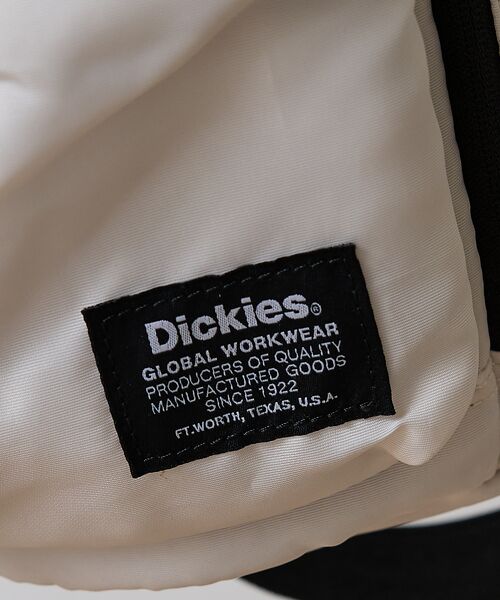 Dickies®
GLOBAL WORKWEAR
PRODUCERS OF QUALITY
MANUFACTURED GOODS
SINCE 1922
FT.WORTH, TEXAS, U.S.A.